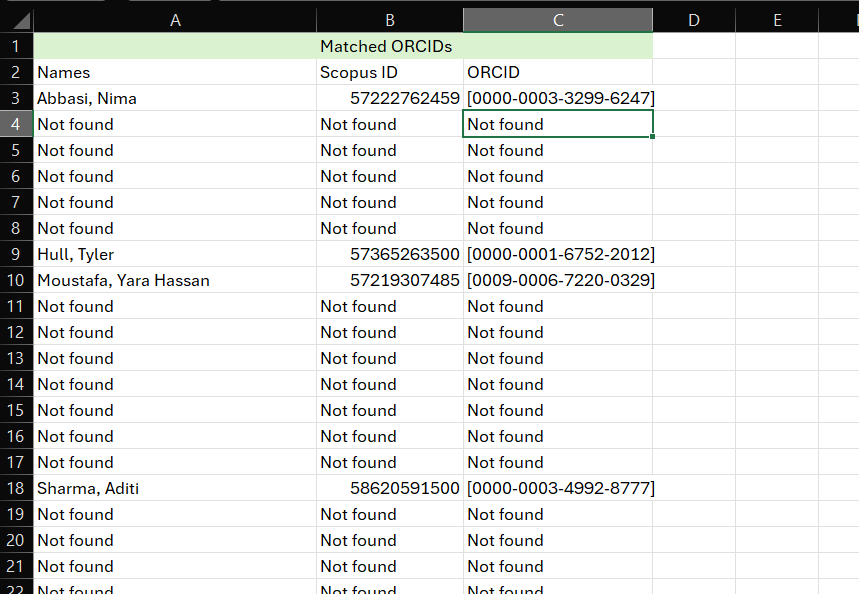 A B C D E
1 Matched ORCIDs
2 Names Scopus ID ORCID
3 Abbasi, Nima 57222762459 [0000-0003-3299-6247]
4 Not found Not found Not found
5 Not found Not found Not found
6 Not found Not found Not found
7 Not found Not found Not found
8 Not found Not found Not found
9 Hull, Tyler 57365263500 [0000-0001-6752-2012]
10 Moustafa, Yara Hassan 57219307485 [0009-0006-7220-0329]
11 Not found Not found Not found
12 Not found Not found Not found
13 Not found Not found Not found
14 Not found Not found Not found
15 Not found Not found Not found
16 Not found Not found Not found
17 Not found Not found Not found
18 Sharma, Aditi 58620591500 [0000-0003-4992-8777]
19 Not found Not found Not found
20 Not found Not found Not found
21 Not found Not found Not found
22 Not found Not found Not found